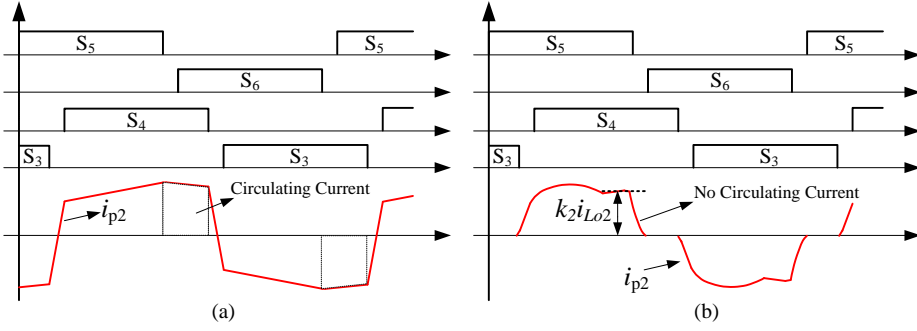 S5 S5
S6
S4
S3 S3
Circulating Current
ip2
(a)
S5 S5
S6
S4
S3 S3
No Circulating Current
k2iLo2
ip2
(b)